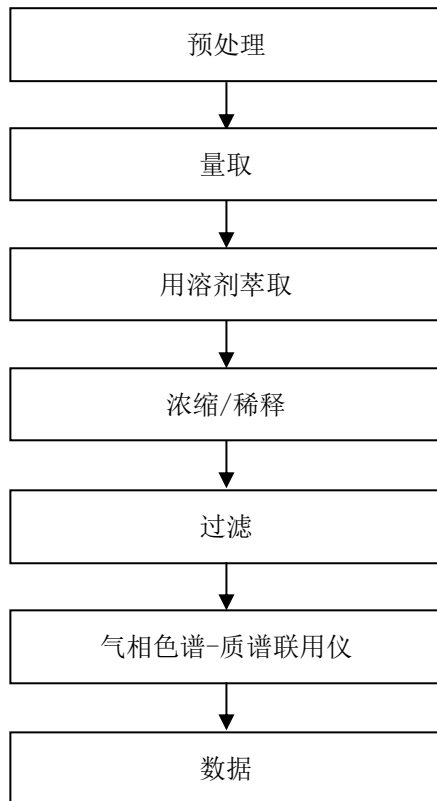 预处理
量取
用溶剂萃取
浓缩/稀释
过滤
气相色谱-质谱联用仪
数据